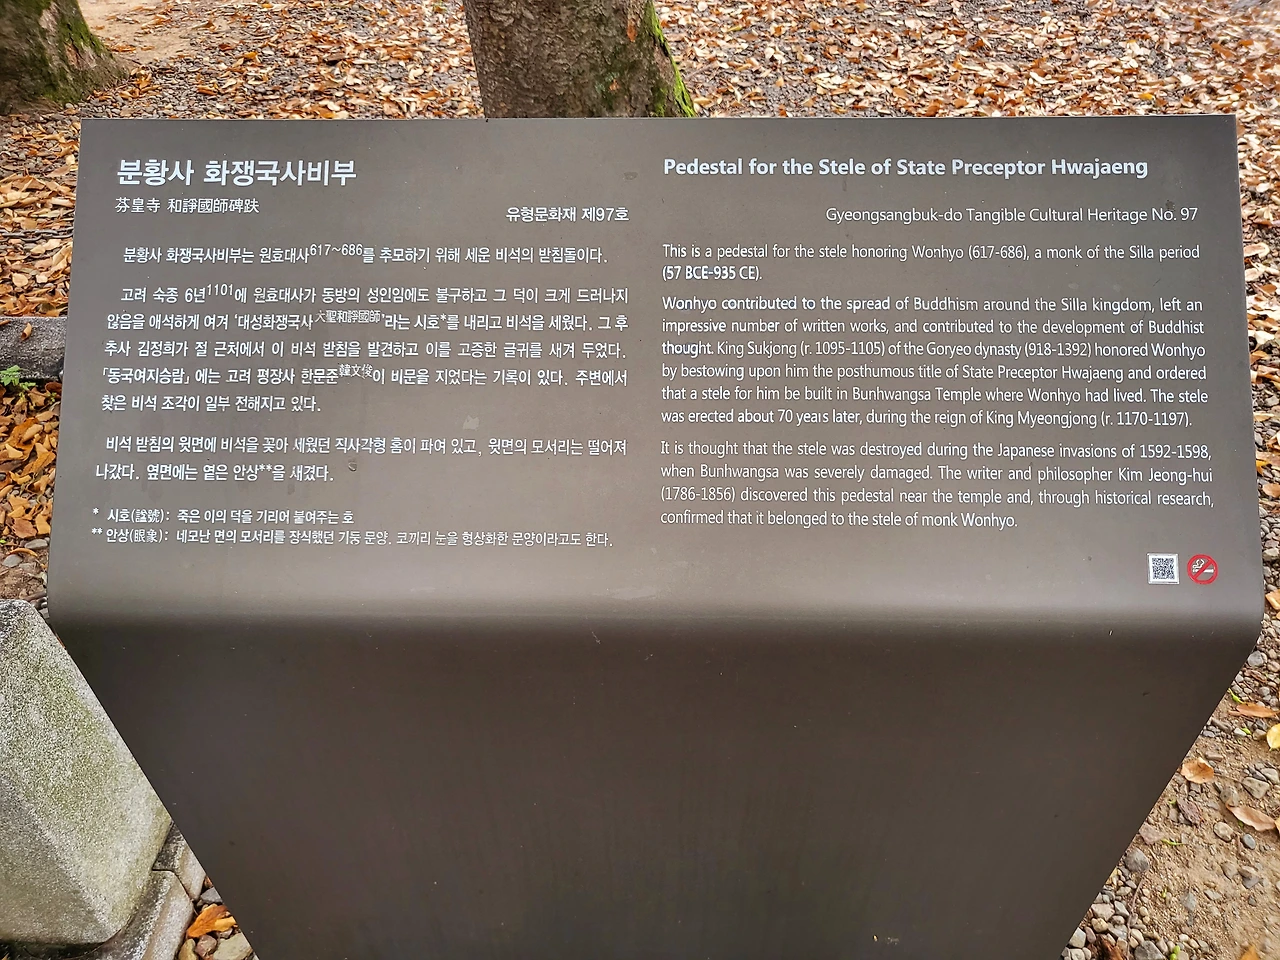 분황사 화쟁국사비부
芬皇寺 和諍國師碑趺
유형문화재 제97호
분황사 화쟁국사비부는 원효대사617~686를 추모하기 위해 세운 비석의 받침돌이다.
고려 숙종 6년1101에 원효대사가 동방의 성인임에도 불구하고 그 덕이 크게 드러나지
않음을 애석하게 여겨 '대성화쟁국사大聖和諍國師'라는 시호*를 내리고 비석을 세웠다. 그 후
추사 김정희가 절 근처에서 이 비석 받침을 발견하고 이를 고증한 글귀를 새겨 두었다.
「동국여지승람」에는 고려 평장사 한문준韓文俊이 비문을 지었다는 기록이 있다. 주변에서
찾은 비석 조각이 일부 전해지고 있다.
비석 받침의 윗면에 비석을 꽂아 세웠던 직사각형 홈이 파여 있고, 윗면의 모서리는 떨어져
나갔다. 옆면에는 옅은 안상**을 새겼다.
* 시호(諡號): 죽은 이의 덕을 기리어 붙여주는 호
** 안상(眼象): 네모난 면의 모서리를 장식했던 기둥 문양. 코끼리 눈을 형상화한 문양이라고도 한다.
Pedestal for the Stele of State Preceptor Hwajaeng
Gyeongsangbuk-do Tangible Cultural Heritage No. 97
This is a pedestal for the stele honoring Wonhyo (617-686), a monk of the Silla period
(57 BCE-935 CE).
Wonhyo contributed to the spread of Buddhism around the Silla kingdom, left an
impressive number of written works, and contributed to the development of Buddhist
thought. King Sukjong (r. 1095-1105) of the Goryeo dynasty (918-1392) honored Wonhyo
by bestowing upon him the posthumous title of State Preceptor Hwajaeng and ordered
that a stele for him be built in Bunhwangsa Temple where Wonhyo had lived. The stele
was erected about 70 years later, during the reign of King Myeongjong (r. 1170-1197).
It is thought that the stele was destroyed during the Japanese invasions of 1592-1598,
when Bunhwangsa was severely damaged. The writer and philosopher Kim Jeong-hui
(1786-1856) discovered this pedestal near the temple and, through historical research,
confirmed that it belonged to the stele of monk Wonhyo.